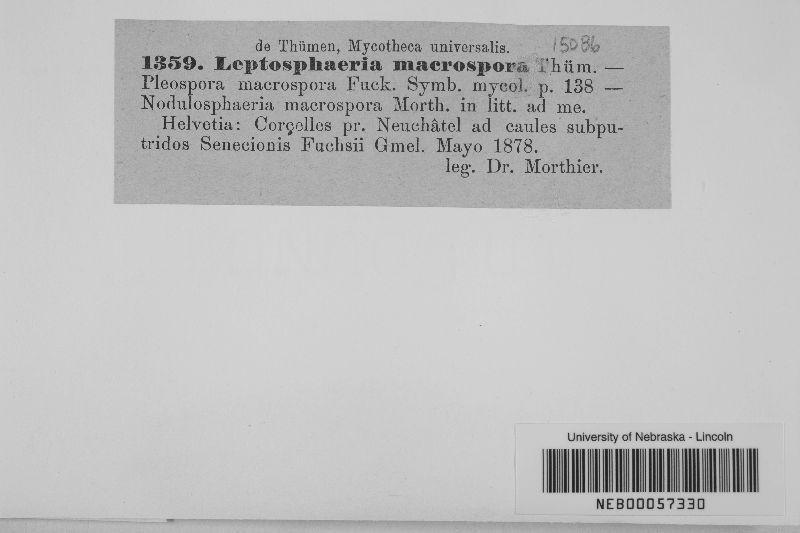 de Thümen, Mycotheca universalis. 15086
1359. Leptosphaeria macrospora Thüm. —
Pleospora macrospora Fuck. Symb. mycol. p. 138 —
Nodulosphaeria macrospora Morth. in litt. ad me.
Helvetia: Corçelles pr. Neuchâtel ad caules subpu-
tridos Senecionis Fuchsii Gmel. Mayo 1878.
leg. Dr. Morthier.
University of Nebraska - Lincoln
NEB00057330